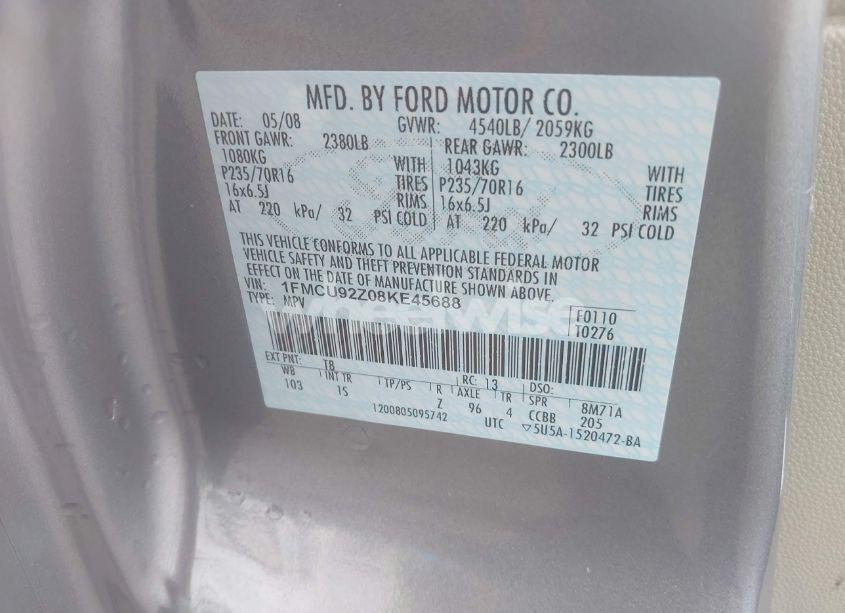 MFD. BY FORD MOTOR CO.
DATE: 05/08 GVWR: 4540LB/ 2059KG
FRONT GAWR: 2380LB REAR GAWR: 2300LB
1080KG WITH 1043KG WITH
P235/70R16 TIRES P235/70R16 TIRES
16x6.5J RIMS 16x6.5J RIMS
AT 220 kPa/ 32 PSI COLD AT 220 kPa/ 32 PSI COLD
THIS VEHICLE CONFORMS TO ALL APPLICABLE FEDERAL MOTOR
VEHICLE SAFETY AND THEFT PREVENTION STANDARDS IN
EFFECT ON THE DATE OF MANUFACTURE SHOWN ABOVE.
VIN: 1FMCU92Z08KE45688
TYPE: MPV
F0110
T0276
wheelwise
EXT PNT: T8 RC: 13 DSO:
WB INT TR TP/PS R AXLE TR SPR 8M71A
103 1S Z 96 4 CCBB 205
1200805095742 UTC ▽5U5A-1520472-BA